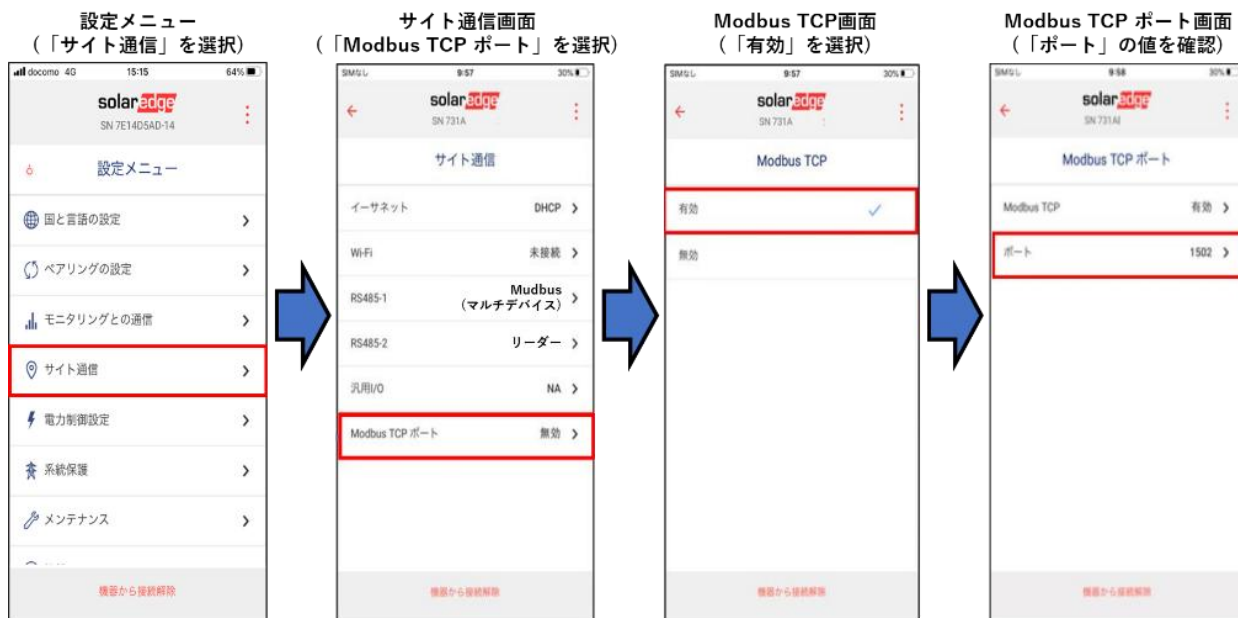 設定メニュー
(「サイト通信」を選択)
docomo 4G 15:15 64%
solaredge
SN 7E14D5AD-14
設定メニュー
国と言語の設定
ペアリングの設定
モニタリングとの通信
サイト通信
電力制御設定
系統保護
メンテナンス
機器から接続解除
サイト通信画面
(「Modbus TCP ポート」を選択)
SIMなし 9:57 30%
solaredge
SN 731A
サイト通信
イーサネット DHCP
Wi-Fi 未接続
RS485-1 Mudbus
(マルチデバイス)
RS485-2 リーダー
汎用I/O NA
Modbus TCP ポート 無効
機器から接続解除
Modbus TCP画面
(「有効」を選択)
SIMなし 9:57 30%
solaredge
SN 731A
Modbus TCP
有効
無効
機器から接続解除
Modbus TCP ポート画面
(「ポート」の値を確認)
SIMなし 9:58 30%
solaredge
SN 731A
Modbus TCP ポート
Modbus TCP 有効
ポート 1502
機器から接続解除